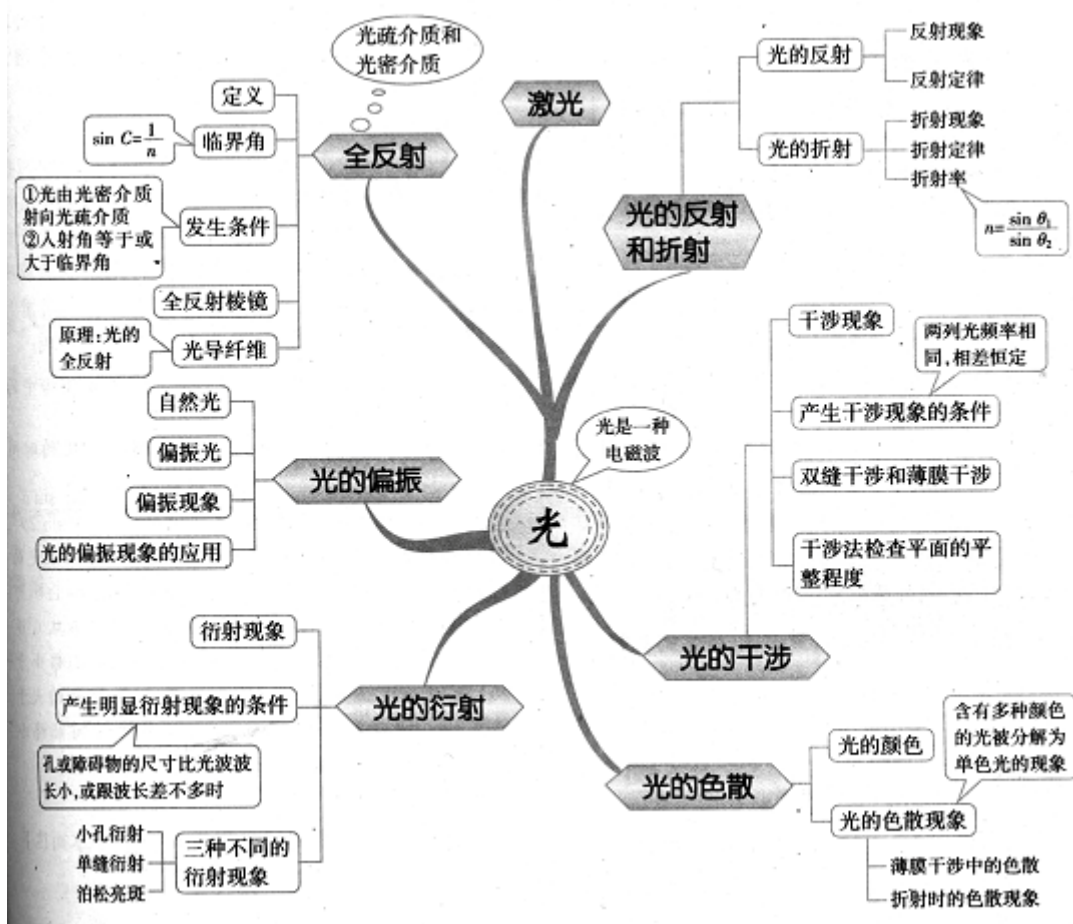 光
光是一种
电磁波
激光
光疏介质和
光密介质
全反射
定义
临界角
sin C=1/n
发生条件
①光由光密介质
射向光疏介质
②入射角等于或
大于临界角
全反射棱镜
光导纤维
原理:光的
全反射
光的反射
和折射
光的反射
反射现象
反射定律
光的折射
折射现象
折射定律
折射率
n=sin θ₁/sin θ₂
光的偏振
自然光
偏振光
偏振现象
光的偏振现象的应用
光的干涉
干涉现象
两列光频率相
同,相差恒定
产生干涉现象的条件
双缝干涉和薄膜干涉
干涉法检查平面的平
整程度
光的衍射
衍射现象
产生明显衍射现象的条件
孔或障碍物的尺寸比光波波
长小,或跟波长差不多时
三种不同的
衍射现象
小孔衍射
单缝衍射
泊松亮斑
光的色散
光的颜色
含有多种颜色
的光被分解为
单色光的现象
光的色散现象
薄膜干涉中的色散
折射时的色散现象